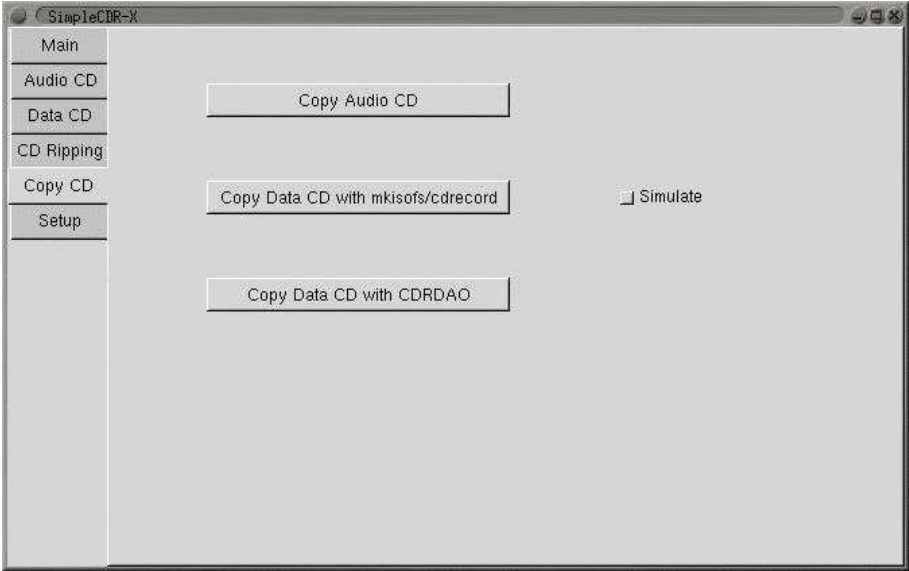 SimpleCDR-X
Main
Audio CD
Data CD
CD Ripping
Copy CD
Setup
Copy Audio CD
Copy Data CD with mkisofs/cdrecord
Simulate
Copy Data CD with CDRDAO